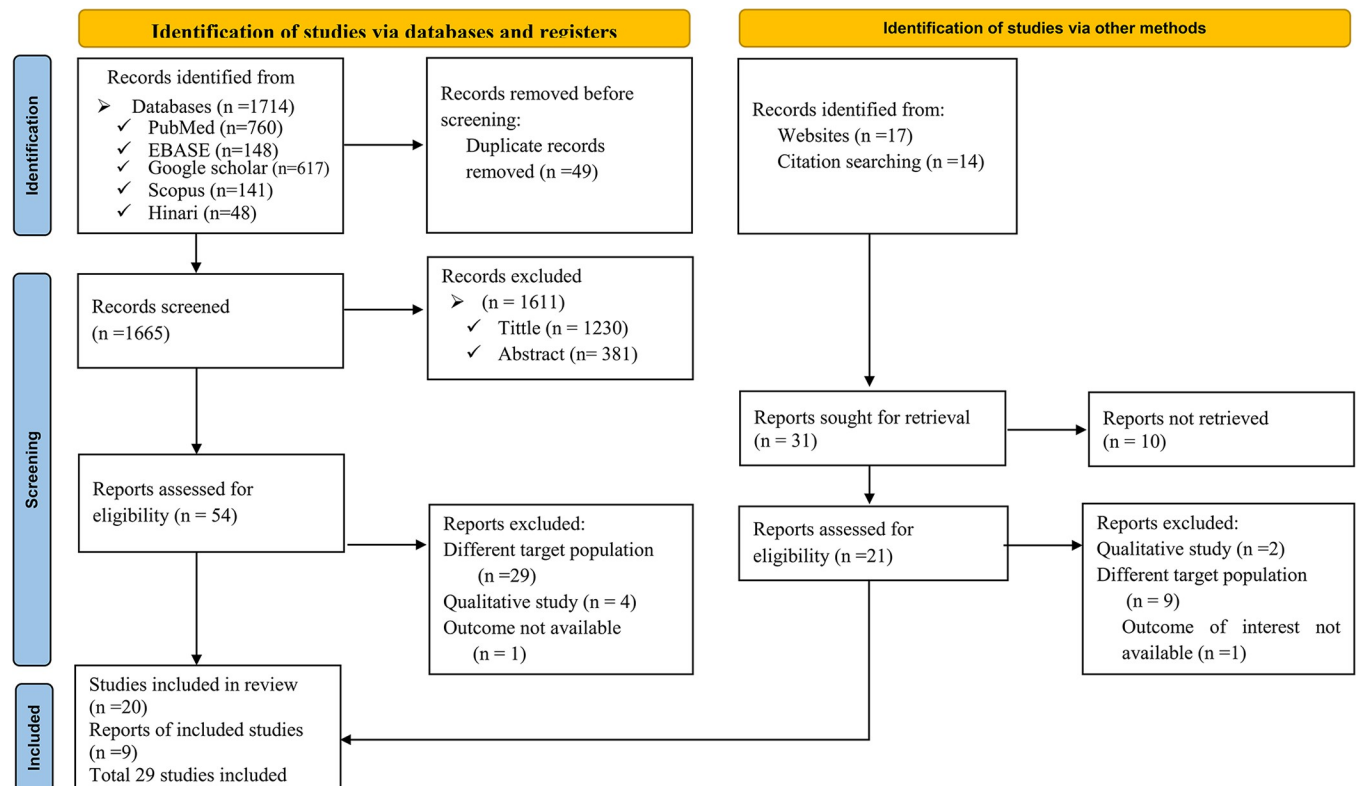 Identification of studies via databases and registers
Identification of studies via other methods
Identification
Records identified from
Databases (n =1714)
PubMed (n=760)
EBASE (n=148)
Google scholar (n=617)
Scopus (n=141)
Hinari (n=48)
Records removed before
screening:
Duplicate records
removed (n =49)
Records identified from:
Websites (n =17)
Citation searching (n =14)
Screening
Records screened
(n =1665)
Records excluded
(n = 1611)
Tittle (n = 1230)
Abstract (n= 381)
Reports sought for retrieval
(n = 31)
Reports not retrieved
(n = 10)
Reports assessed for
eligibility (n = 54)
Reports excluded:
Different target population
(n =29)
Qualitative study (n = 4)
Outcome not available
(n = 1)
Reports assessed for
eligibility (n =21)
Reports excluded:
Qualitative study (n =2)
Different target population
(n = 9)
Outcome of interest not
available (n =1)
Included
Studies included in review
(n =20)
Reports of included studies
(n =9)
Total 29 studies included